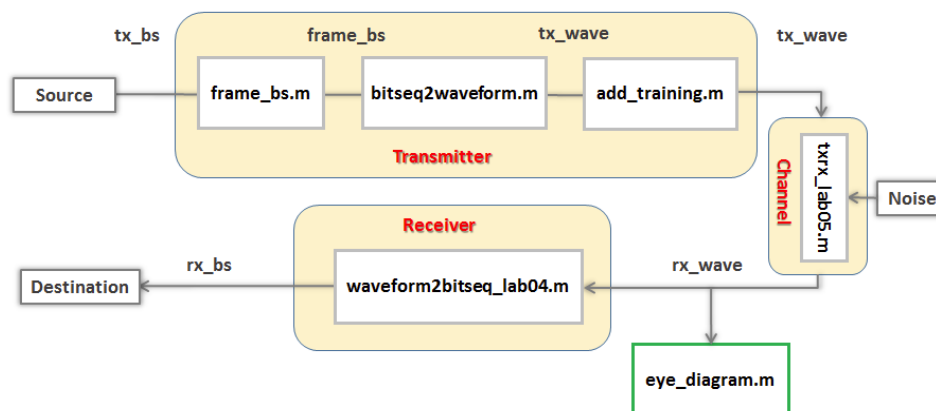 tx_bs
frame_bs
tx_wave
tx_wave
Source
frame_bs.m
bitseq2waveform.m
add_training.m
Transmitter
Channel
txrx_lab05.m
Noise
Receiver
rx_bs
rx_wave
Destination
waveform2bitseq_lab04.m
eye_diagram.m